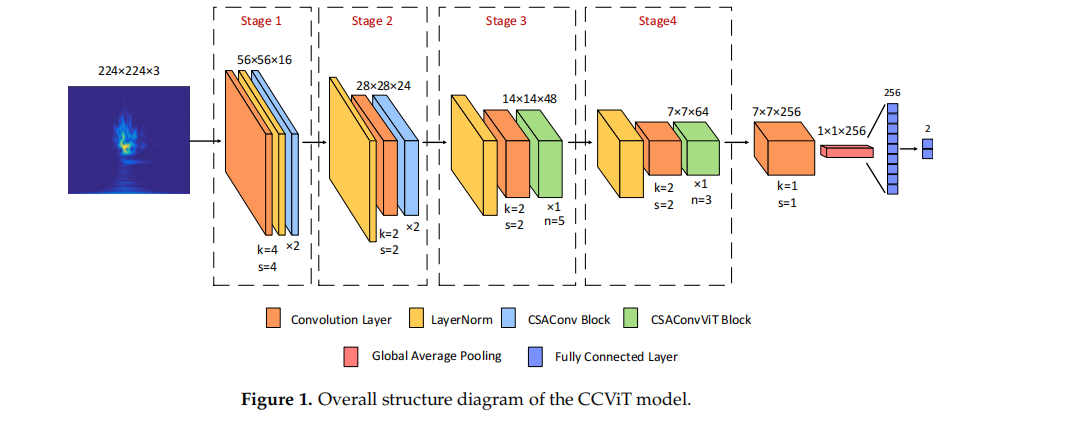 Stage 1
Stage 2
Stage 3
Stage4
224×224×3
56×56×16
28×28×24
14×14×48
7×7×64
7×7×256
1×1×256
256
2
k=4
s=4
×2
k=2
s=2
×2
k=2
s=2
×1
n=5
k=2
s=2
×1
n=3
k=1
s=1
Convolution Layer
LayerNorm
CSAConv Block
CSAConvViT Block
Global Average Pooling
Fully Connected Layer
Figure 1. Overall structure diagram of the CCViT model.